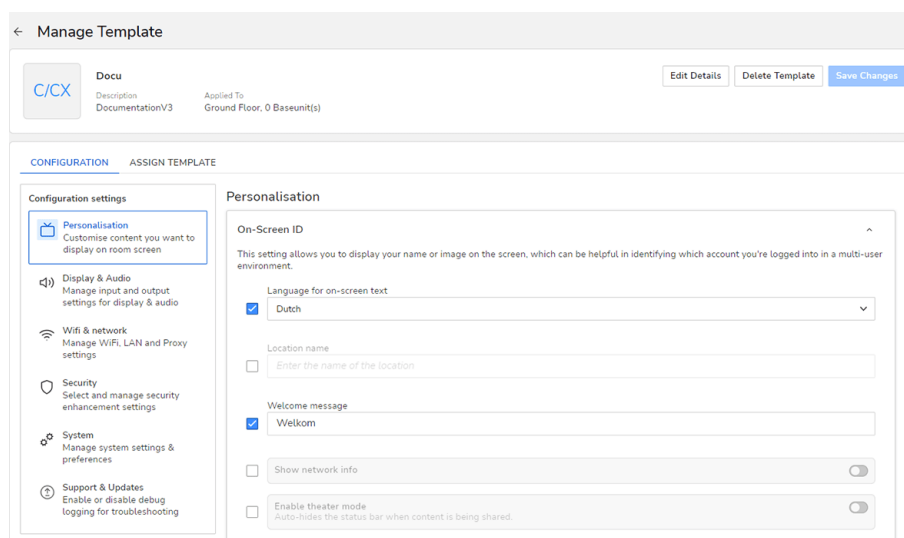 Manage Template
C/CX
Docu
Description
DocumentationV3
Applied To
Ground Floor, 0 Baseunit(s)
Edit Details
Delete Template
Save Changes
CONFIGURATION
ASSIGN TEMPLATE
Configuration settings
Personalisation
Customise content you want to
display on room screen
Display & Audio
Manage input and output
settings for display & audio
Wifi & network
Manage WiFi, LAN and Proxy
settings
Security
Select and manage security
enhancement settings
System
Manage system settings &
preferences
Support & Updates
Enable or disable debug
logging for troubleshooting
Personalisation
On-Screen ID
This setting allows you to display your name or image on the screen, which can be helpful in identifying which account you're logged into in a multi-user
environment.
Language for on-screen text
Dutch
Location name
Enter the name of the location
Welcome message
Welkom
Show network info
Enable theater mode
Auto-hides the status bar when content is being shared.